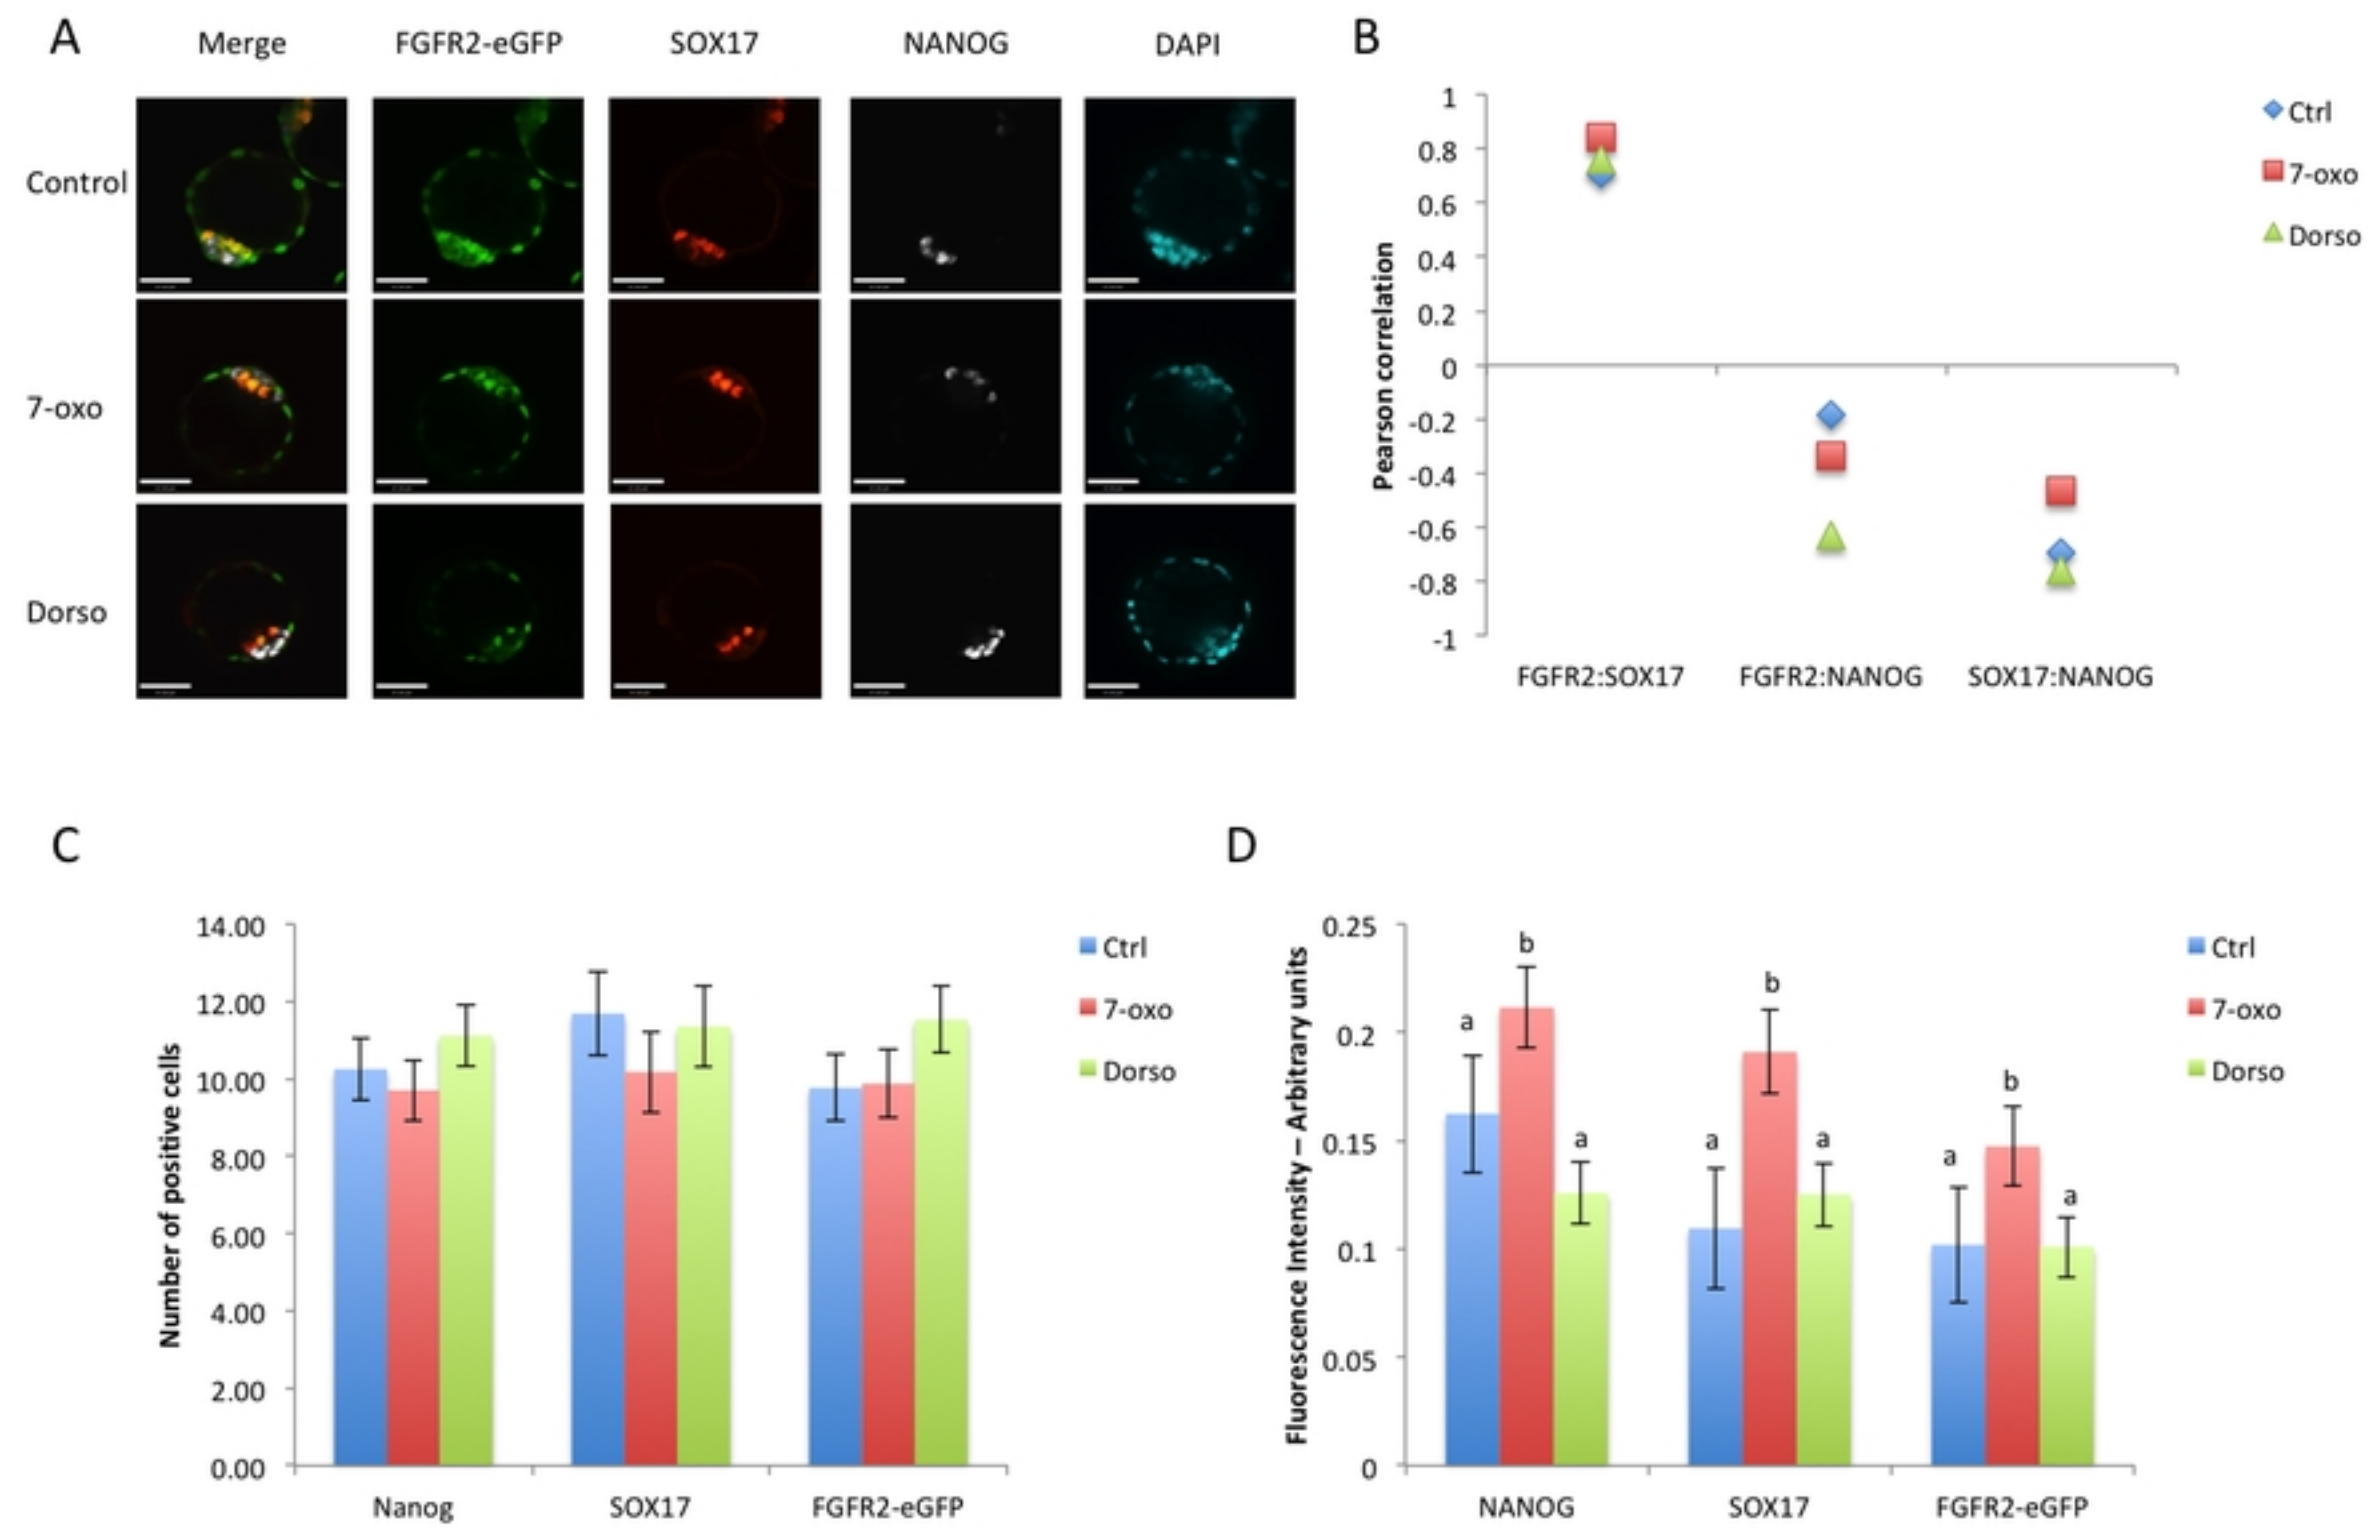 A
Merge
FGFR2-eGFP
SOX17
NANOG
DAPI
Control
7-oxo
Dorso
B
Pearson correlation
1
0.8
0.6
0.4
0.2
0
-0.2
-0.4
-0.6
-0.8
-1
FGFR2:SOX17
FGFR2:NANOG
SOX17:NANOG
Ctrl
7-oxo
Dorso
C
Number of positive cells
14.00
12.00
10.00
8.00
6.00
4.00
2.00
0.00
Nanog
SOX17
FGFR2-eGFP
Ctrl
7-oxo
Dorso
D
Fluorescence Intensity – Arbitrary units
0.25
0.2
0.15
0.1
0.05
0
a
b
a
a
b
a
a
b
a
NANOG
SOX17
FGFR2-eGFP
Ctrl
7-oxo
Dorso